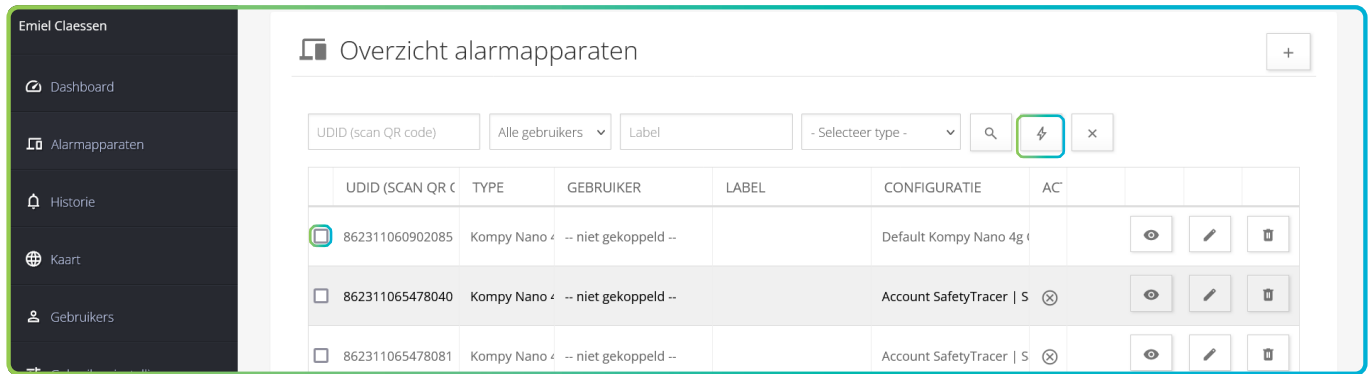 Emiel Claessen
Dashboard
Alarmapparaten
Historie
Kaart
Gebruikers
Overzicht alarmapparaten
+
UDID (scan QR code) Alle gebruikers Label - Selecteer type -
UDID (SCAN QR C TYPE GEBRUIKER LABEL CONFIGURATIE AC
862311060902085 Kompy Nano 4 -- niet gekoppeld -- Default Kompy Nano 4g
862311065478040 Kompy Nano 4 -- niet gekoppeld -- Account SafetyTracer | S
862311065478081 Kompy Nano 4 -- niet gekoppeld -- Account SafetyTracer | S